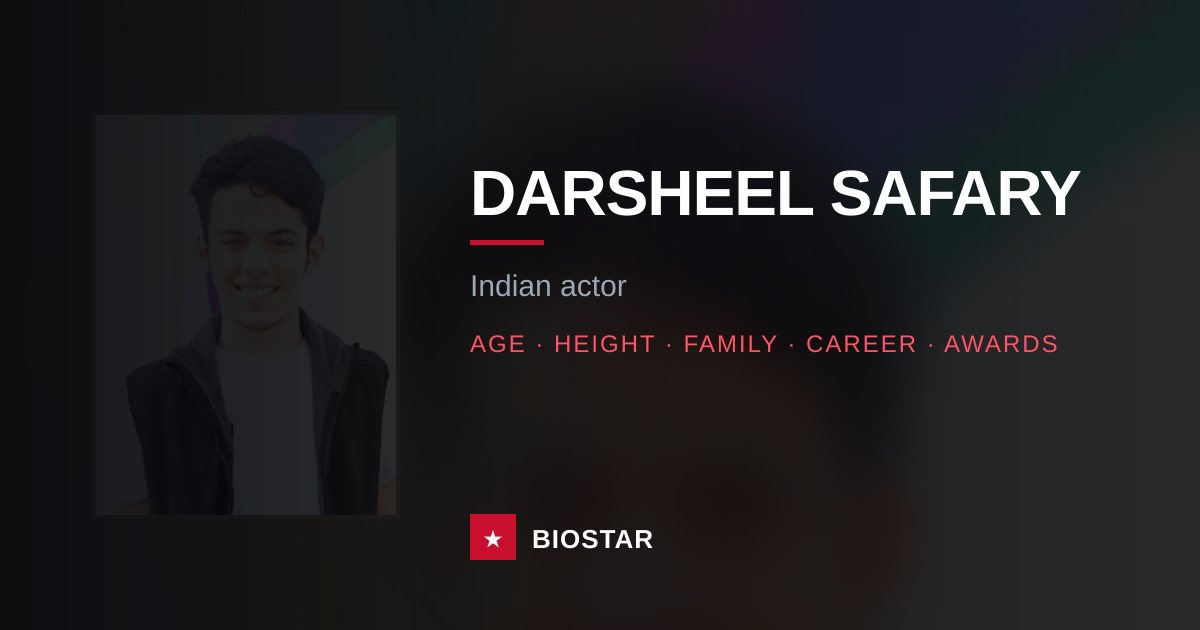 DARSHEEL SAFARY
Indian actor
AGE · HEIGHT · FAMILY · CAREER · AWARDS
★ BIOSTAR